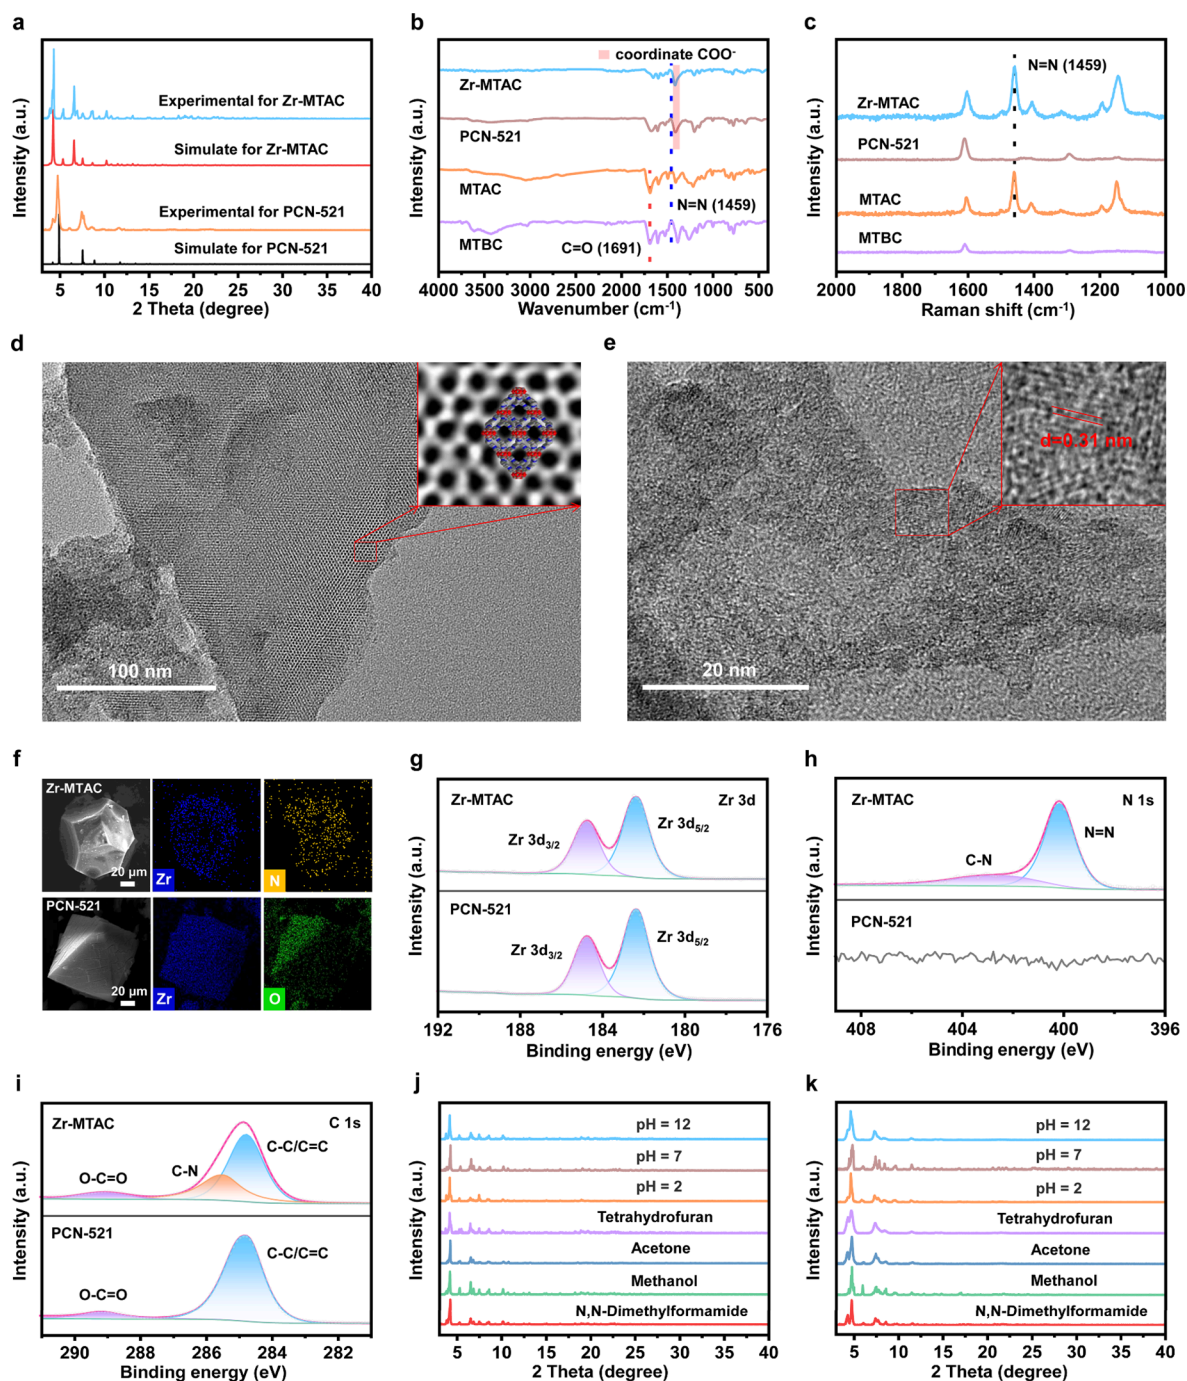 a
Intensity (a.u.)
Experimental for Zr-MTAC
Simulate for Zr-MTAC
Experimental for PCN-521
Simulate for PCN-521
5 10 15 20 25 30 35 40
2 Theta (degree)
b
Intensity (a.u.)
coordinate COO⁻
Zr-MTAC
PCN-521
MTAC
N=N (1459)
MTBC
C=O (1691)
4000 3500 3000 2500 2000 1500 1000 500
Wavenumber (cm⁻¹)
c
Intensity (a.u.)
N=N (1459)
Zr-MTAC
PCN-521
MTAC
MTBC
2000 1800 1600 1400 1200 1000
Raman shift (cm⁻¹)
d
100 nm
e
d=0.31 nm
20 nm
f
Zr-MTAC
20 μm
Zr
N
PCN-521
20 μm
Zr
O
g
Intensity (a.u.)
Zr-MTAC
Zr 3d
Zr 3d₃/₂
Zr 3d₅/₂
PCN-521
Zr 3d₃/₂
Zr 3d₅/₂
192 188 184 180 176
Binding energy (eV)
h
Intensity (a.u.)
Zr-MTAC
N 1s
N=N
C-N
PCN-521
408 404 400 396
Binding energy (eV)
i
Intensity (a.u.)
Zr-MTAC
C 1s
C-C/C=C
C-N
O-C=O
PCN-521
C-C/C=C
O-C=O
290 288 286 284 282
Binding energy (eV)
j
Intensity (a.u.)
pH = 12
pH = 7
pH = 2
Tetrahydrofuran
Acetone
Methanol
N,N-Dimethylformamide
5 10 15 20 25 30 35 40
2 Theta (degree)
k
Intensity (a.u.)
pH = 12
pH = 7
pH = 2
Tetrahydrofuran
Acetone
Methanol
N,N-Dimethylformamide
5 10 15 20 25 30 35 40
2 Theta (degree)